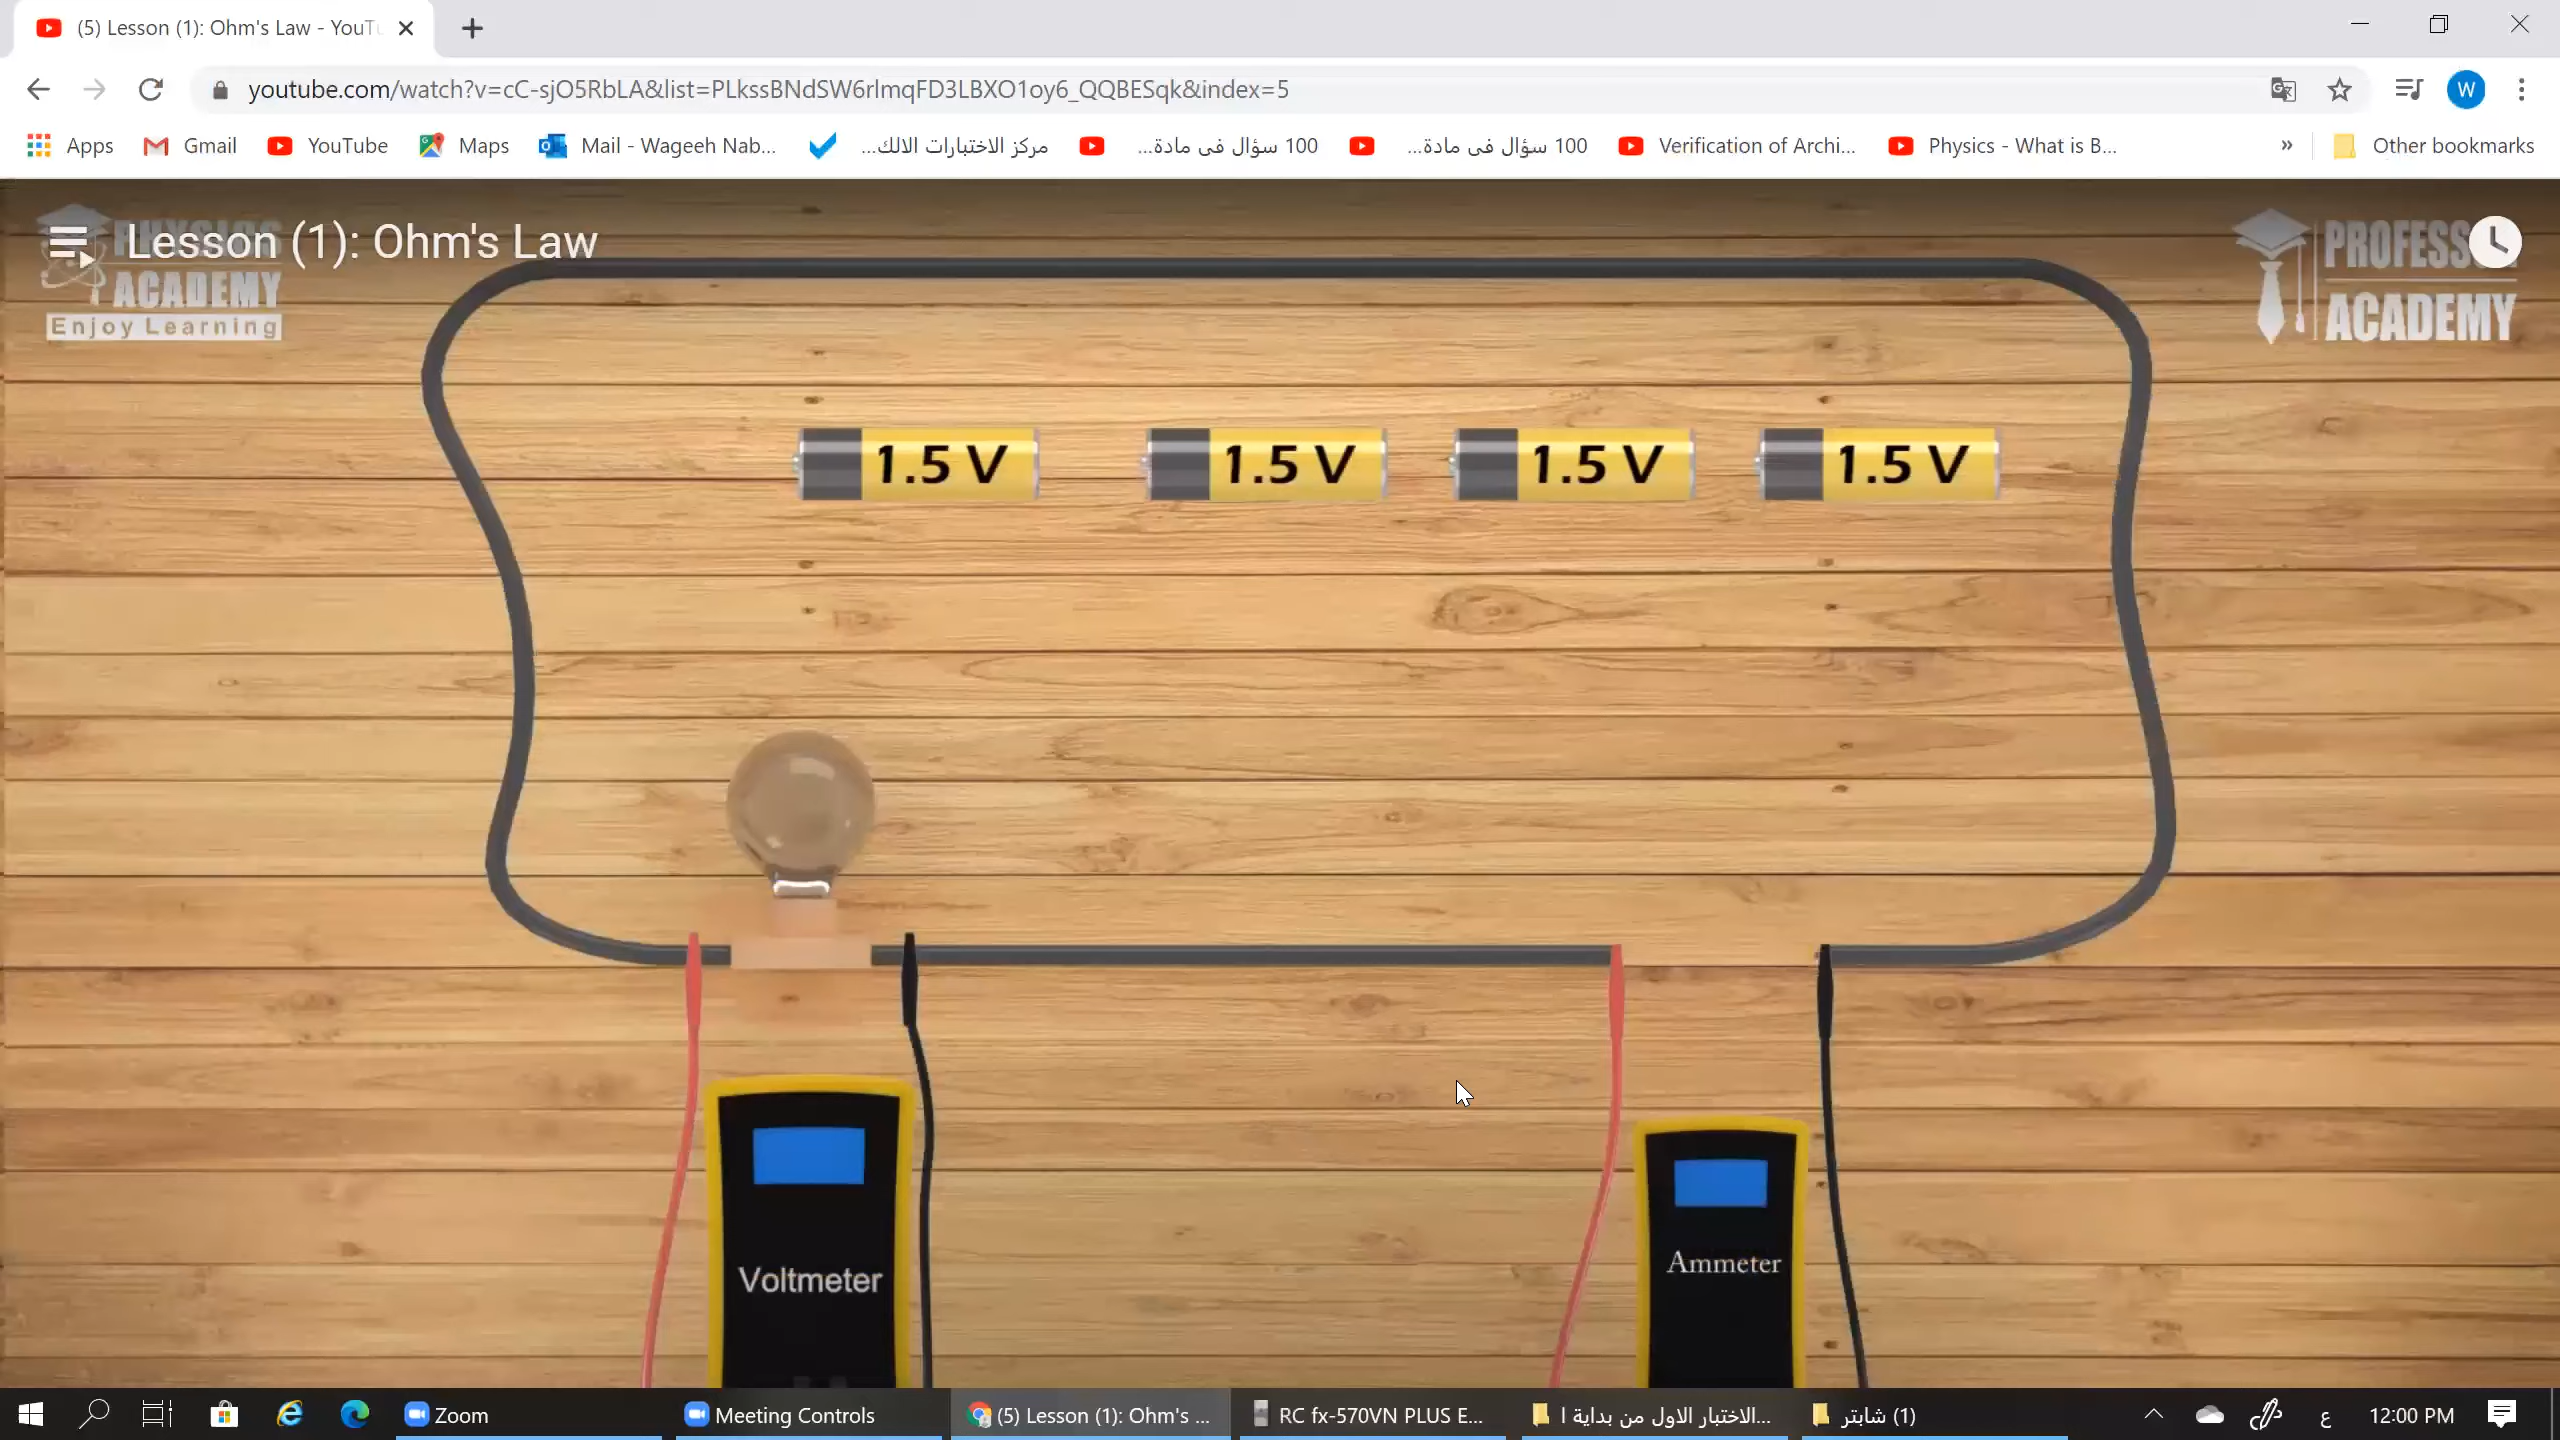 (5) Lesson (1): Ohm's Law - YouTu
youtube.com/watch?v=cC-sjO5RbLA&list=PLkssBNdSW6rlmqFD3LBXO1oy6_QQBESqk&index=5
W
Apps
Gmail
YouTube
Maps
Mail - Wageeh Nab...
مركز الاختبارات الالك...
100 سؤال فى مادة...
100 سؤال فى مادة...
Verification of Archi...
Physics - What is B...
»
Other bookmarks
Lesson (1): Ohm's Law
ACADEMY
Enjoy Learning
ACADEMY
1.5 V
1.5 V
1.5 V
1.5 V
Voltmeter
Ammeter
Zoom
Meeting Controls
(5) Lesson (1): Ohm's ...
RC fx-570VN PLUS E...
الاختبار الاول من بداية ا...
شابتر (1)
ع
12:00 PM